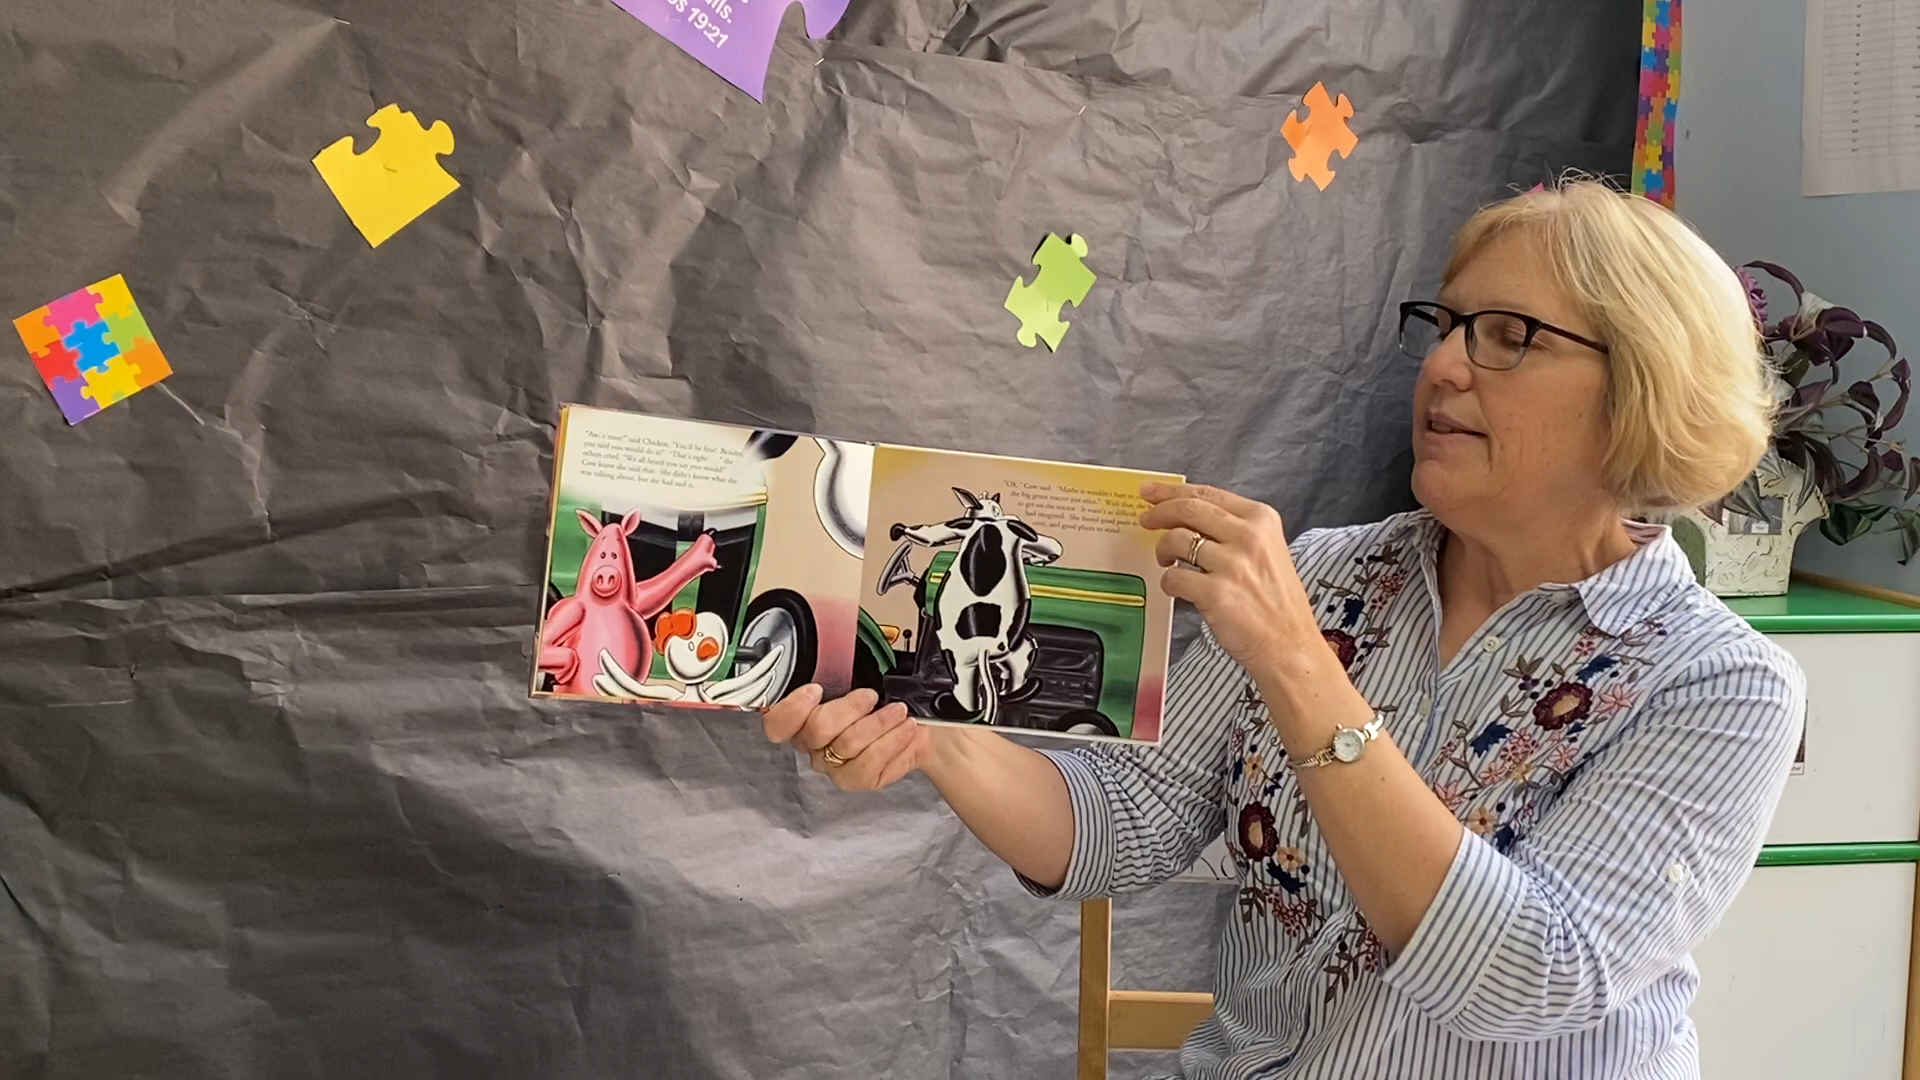 ils.
s 19:21
"Aw, c'mon!" said Chicken. "You'll be fine! Besides,
you said you would do it!" "That's right . . ." the
others cried. "We all heard you say you would!"
Cow knew she said that. She didn't know what she
was talking about, but she had said it.
"OK," Cow said. "Maybe it wouldn't hurt to
the big green tractor just once." With that, she
to get on the tractor. It wasn't as difficult
had imagined. She found good parts
onto, and good places to stand.